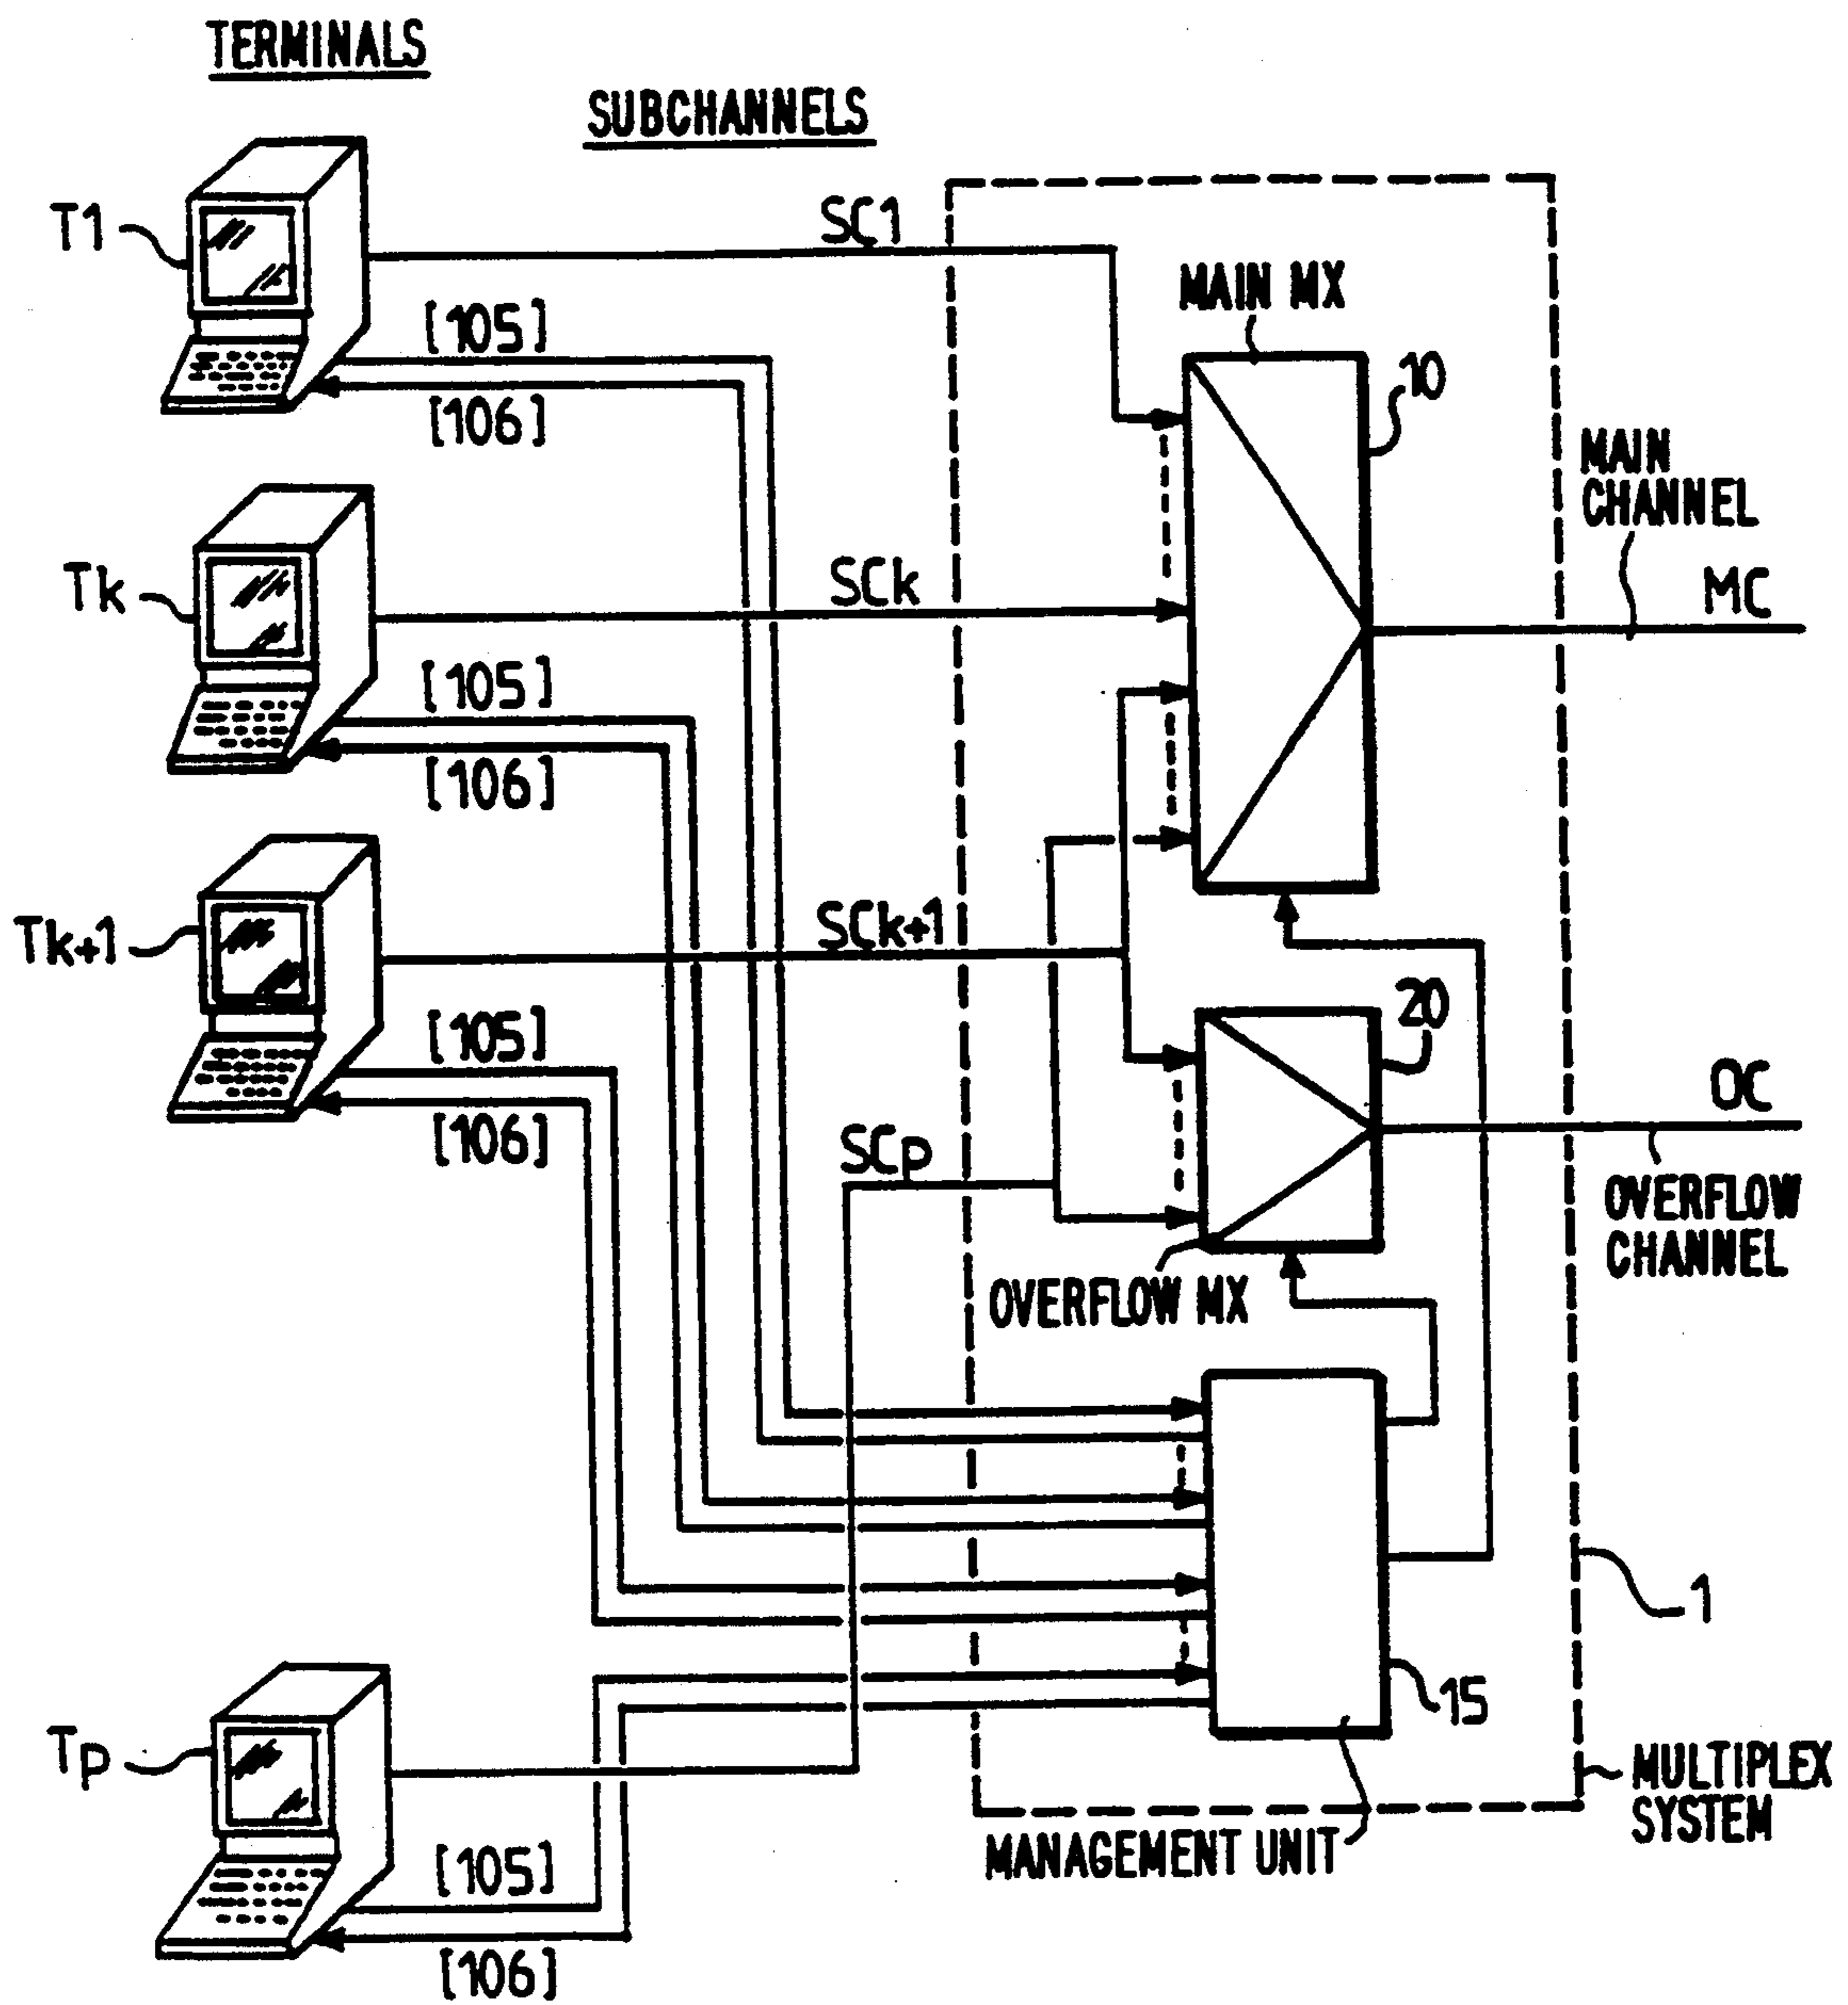 TERMINALS
SUBCHANNELS
T1
SC1
MAIN MX
[105]
10
[106]
MAIN
CHANNEL
Tk
SCk
MC
[105]
[106]
Tk+1
SCk+1
20
[105]
OC
[106]
SCp
OVERFLOW
CHANNEL
OVERFLOW MX
1
15
Tp
MULTIPLEX
SYSTEM
MANAGEMENT UNIT
[105]
[106]